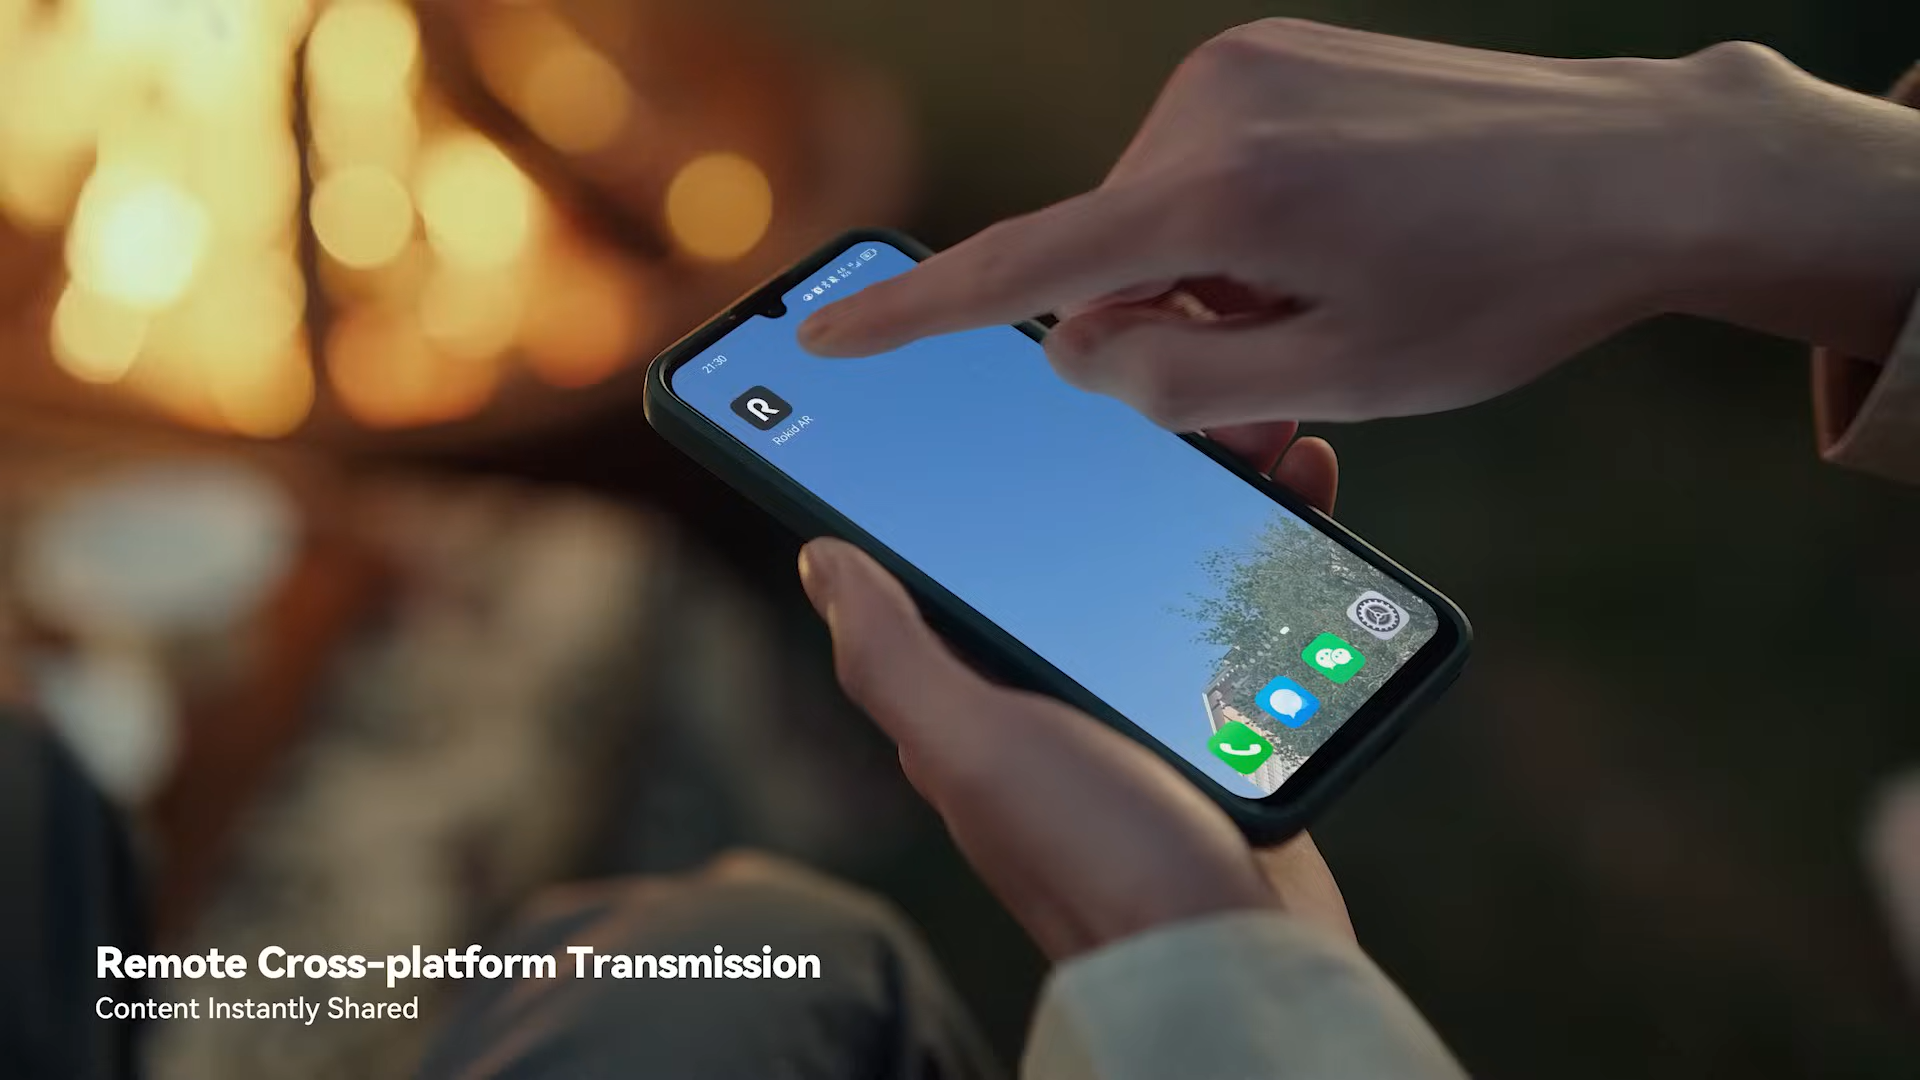 21:30
R
Rokid AR
Remote Cross-platform Transmission
Content Instantly Shared